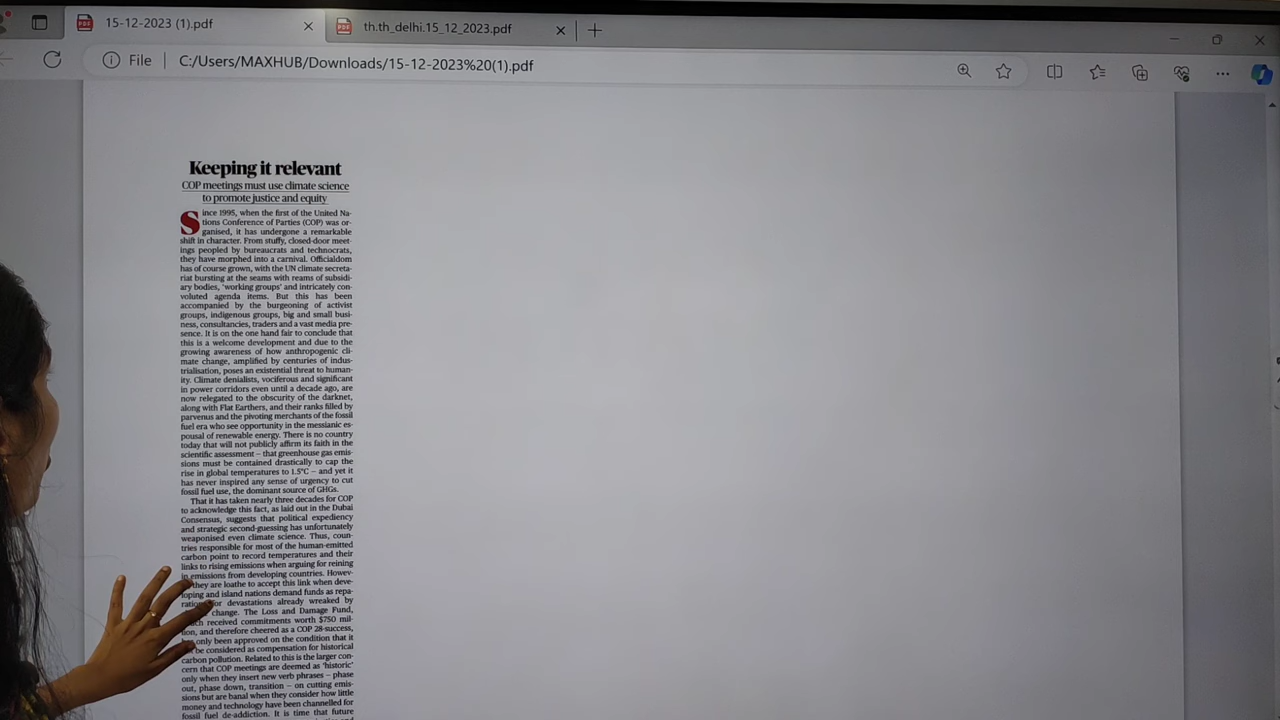 15-12-2023 (1).pdf
th.th_delhi.15_12_2023.pdf
File
C:/Users/MAXHUB/Downloads/15-12-2023%20(1).pdf
Keeping it relevant
COP meetings must use climate science
to promote justice and equity
Since 1995, when the first of the United Na-
tions Conference of Parties (COP) was or-
ganised, it has undergone a remarkable
shift in character. From stuffy, closed-door meet-
ings peopled by bureaucrats and technocrats,
they have morphed into a carnival. Officialdom
has of course grown, with the UN climate secreta-
riat bursting at the seams with reams of subsidi-
ary bodies, 'working groups' and intricately con-
voluted agenda items. But this has been
accompanied by the burgeoning of activist
groups, indigenous groups, big and small busi-
ness, consultancies, traders and a vast media pre-
sence. It is on the one hand fair to conclude that
this is a welcome development and due to the
growing awareness of how anthropogenic cli-
mate change, amplified by centuries of indus-
trialisation, poses an existential threat to human-
ity. Climate denialists, vociferous and significant
in power corridors even until a decade ago, are
now relegated to the obscurity of the darknet,
along with Flat Earthers, and their ranks filled by
parvenus and the pivoting merchants of the fossil
fuel era who see opportunity in the messianic es-
pousal of renewable energy. There is no country
today that will not publicly affirm its faith in the
scientific assessment – that greenhouse gas emis-
sions must be contained drastically to cap the
rise in global temperatures to 1.5°C – and yet it
has never inspired any sense of urgency to cut
fossil fuel use, the dominant source of GHGs.
That it has taken nearly three decades for COP
to acknowledge this fact, as laid out in the Dubai
Consensus, suggests that political expediency
and strategic second-guessing has unfortunately
weaponised even climate science. Thus, coun-
tries responsible for most of the human-emitted
carbon point to record temperatures and their
links to rising emissions when arguing for reining
in emissions from developing countries. Howev-
they are loathe to accept this link when deve-
loping and island nations demand funds as repa-
for devastations already wreaked by
change. The Loss and Damage Fund,
received commitments worth $750 mil-
and therefore cheered as a COP 28-success,
only been approved on the condition that it
be considered as compensation for historical
carbon pollution. Related to this is the larger con-
cern that COP meetings are deemed as 'historic'
only when they insert new verb phrases – phase
out, phase down, transition – on cutting emis-
sions but are banal when they consider how little
money and technology have been channelled for
fossil fuel de-addiction. It is time that future